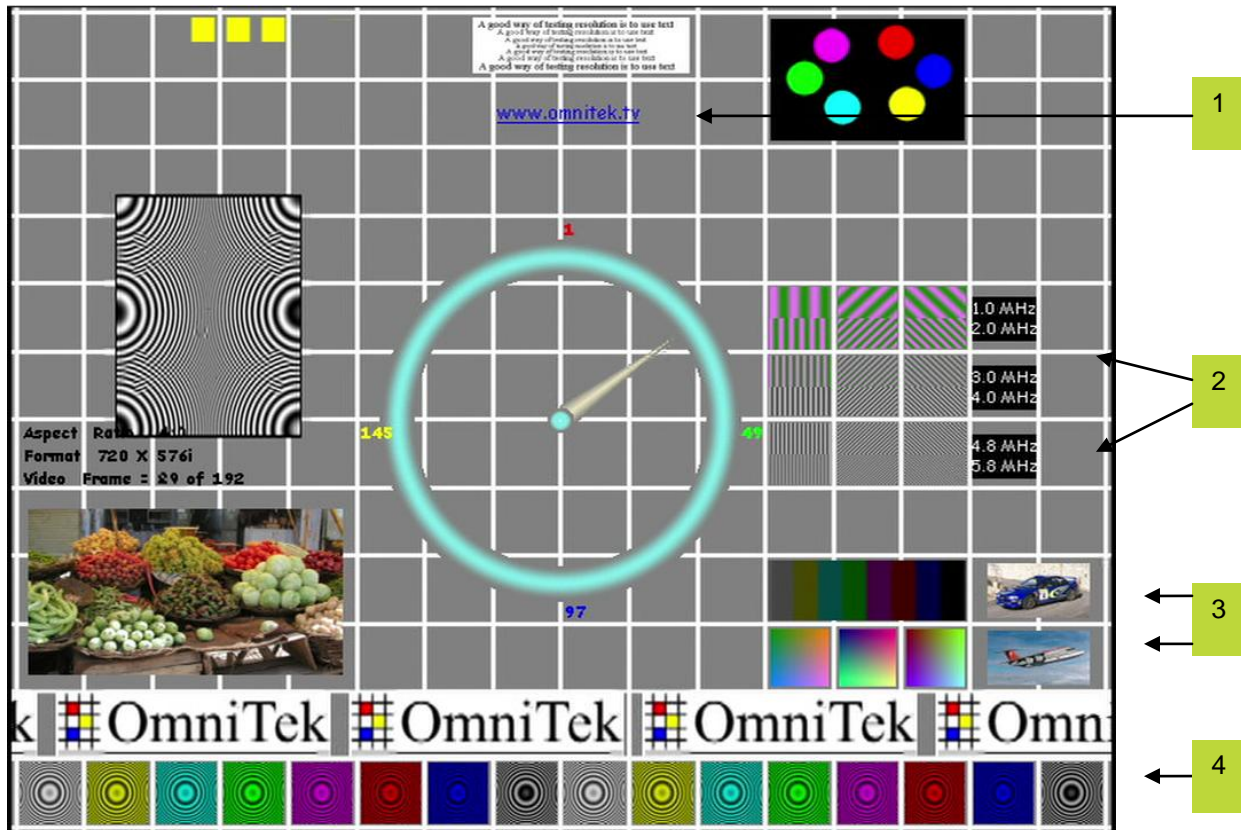 A good way of testing resolution is to use text
A good way of testing resolution is to use text
A good way of testing resolution is to use text
A good way of testing resolution is to use text
A good way of testing resolution is to use text
A good way of testing resolution is to use text
A good way of testing resolution is to use text
www.omnitek.tv
1
1
1.0 MHz
2.0 MHz
3.0 MHz
4.0 MHz
2
145
49
Aspect
Format 720 X 576i
Video Frame = 29 of 192
4.8 MHz
5.8 MHz
97
3
k OmniTek OmniTek OmniTek Omni
4